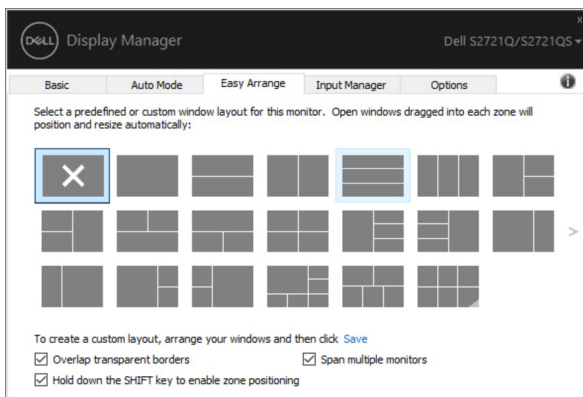 DELL Display Manager
Dell S2721Q/S2721QS
Basic
Auto Mode
Easy Arrange
Input Manager
Options
Select a predefined or custom window layout for this monitor. Open windows dragged into each zone will
position and resize automatically:
To create a custom layout, arrange your windows and then click Save
Overlap transparent borders
Span multiple monitors
Hold down the SHIFT key to enable zone positioning